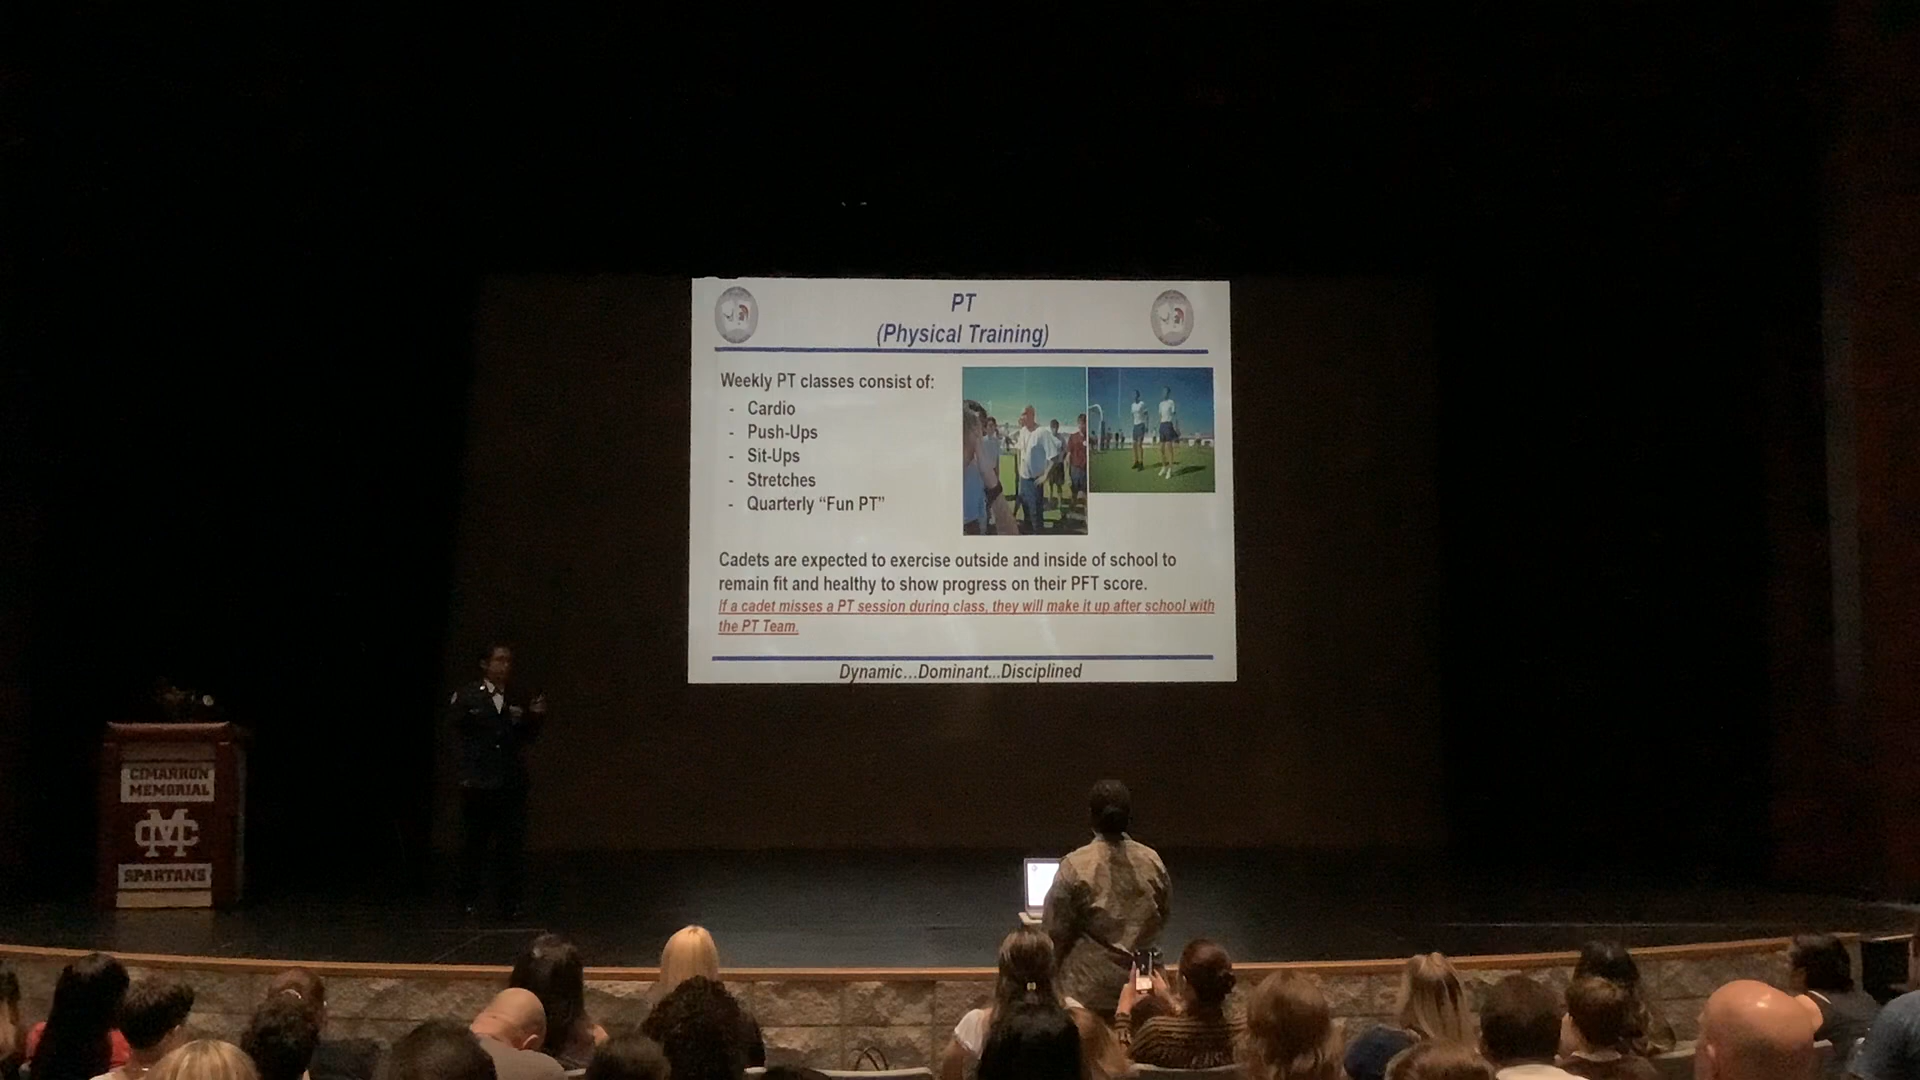 PT
(Physical Training)
Weekly PT classes consist of:
- Cardio
- Push-Ups
- Sit-Ups
- Stretches
- Quarterly “Fun PT”
Cadets are expected to exercise outside and inside of school to
remain fit and healthy to show progress on their PFT score.
If a cadet misses a PT session during class, they will make it up after school with
the PT Team.
Dynamic…Dominant…Disciplined
CIMARRON
MEMORIAL
CMC
SPARTANS